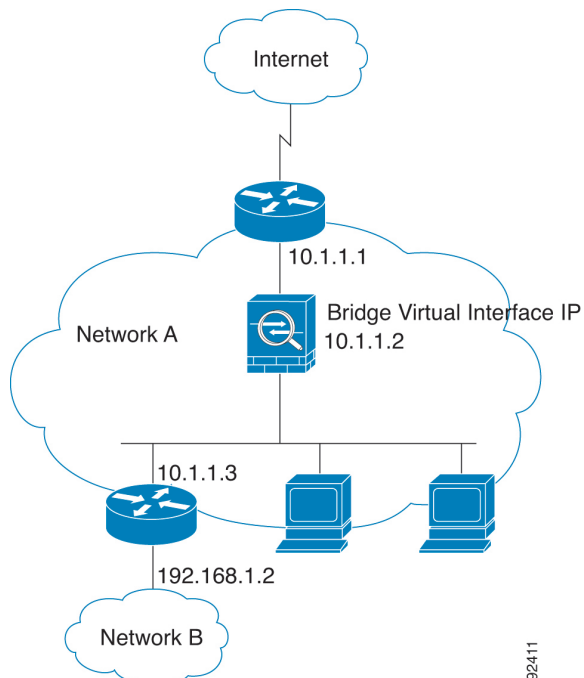 Internet
10.1.1.1
Bridge Virtual Interface IP
10.1.1.2
Network A
10.1.1.3
192.168.1.2
Network B
92411